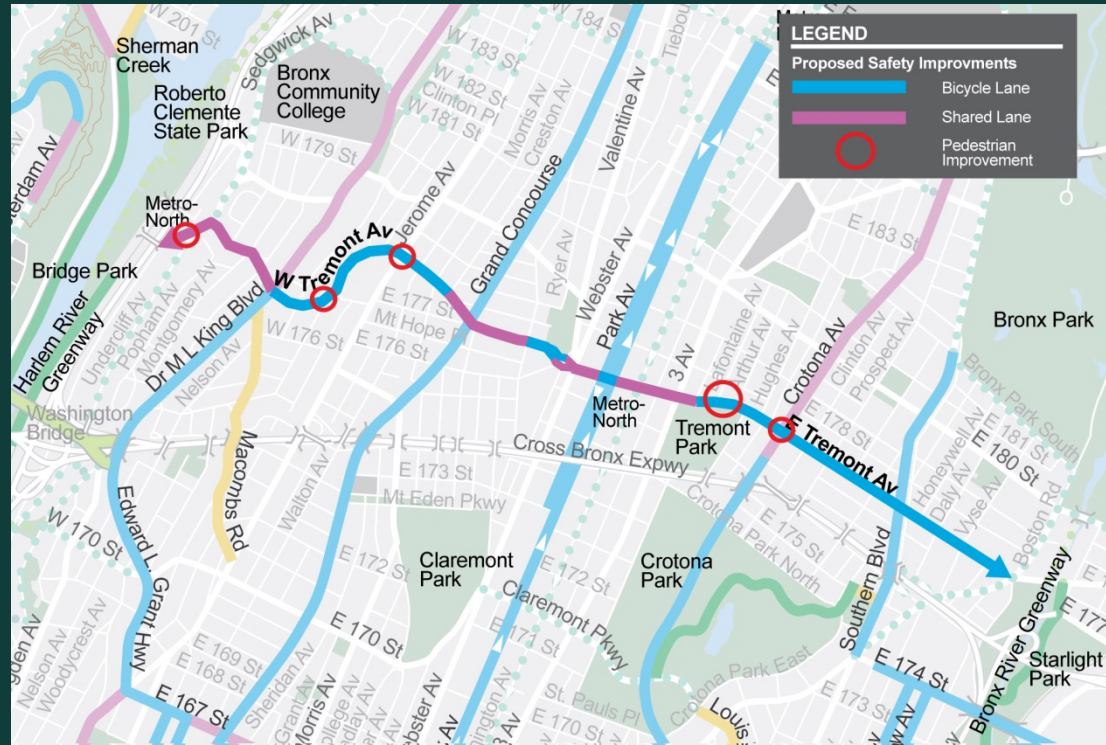 W 201 St
Sherman
Creek
Sedgwick Av
Roberto
Clemente
State Park
Bronx
Community
College
W 184 St
W 183 St
W 182 St
Clinton Pl
W 181 St
W 179 St
Morris Av
Creston Av
Valentine Av
LEGEND
Proposed Safety Improvments
Bicycle Lane
Shared Lane
Pedestrian
Improvement
Metro-
North
Jerome Av
Grand Concourse
Ryer Av
Webster Av
Park Av
E 183 St
Bridge Park
W Tremont Av
Harlem River
Greenway
Undercliff Av
Popham Av
Montgomery Av
Dr M L King Blvd
Nelson Av
W 176 St
E 177 St
E 176 St
3 Av
Lafontaine Av
Arthur Av
Hughes Av
Crotona Av
Clinton Av
Prospect Av
Bronx Park
Washington
Bridge
Macombs Rd
Metro-
North
Tremont
Park
E Tremont Av
E 178 St
Bronx Park South
Honeywell Av
Daly Av
Vyse Av
E 181 St
E 180 St
Boston Rd
Cross Bronx Expwy
E 173 St
Mt Eden Pkwy
Walton Av
W 170 St
Edward L. Grant Hwy
E 172 St
Claremont
Park
E 172 St
Claremont Pkwy
Crotona
Park
Crotona Park North
E 175 St
Southern Blvd
Bronx River Greenway
E 177
Starlight
Park
Nelson Av
Woodycrest Av
E 170 St
E 171 St
E 169 St
E 168 St
E 167 St
Sheridan Av
Morris Av
St. Pauls Pl
E 170 St
Crotona Park East
E 173 St
E 174 St